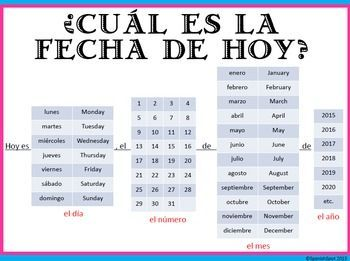 ¿CUÁL ES LA
FECHA DE HOY?
Hoy es
lunes Monday
martes Tuesday
miércoles Wednesday
jueves Thursday
viernes Friday
sábado Saturday
domingo Sunday
el día
, el
1 2 3 4
5 6 7 8
9 10 11 12
13 14 15 16
17 18 19 20
21 22 23 24
25 26 27 28
29 30 31
el número
de
enero January
febrero February
marzo March
abril April
mayo May
junio June
julio July
agosto August
septiembre September
octubre October
noviembre November
diciembre December
el mes
de
2015
2016
2017
2019
2020
etc.
el año